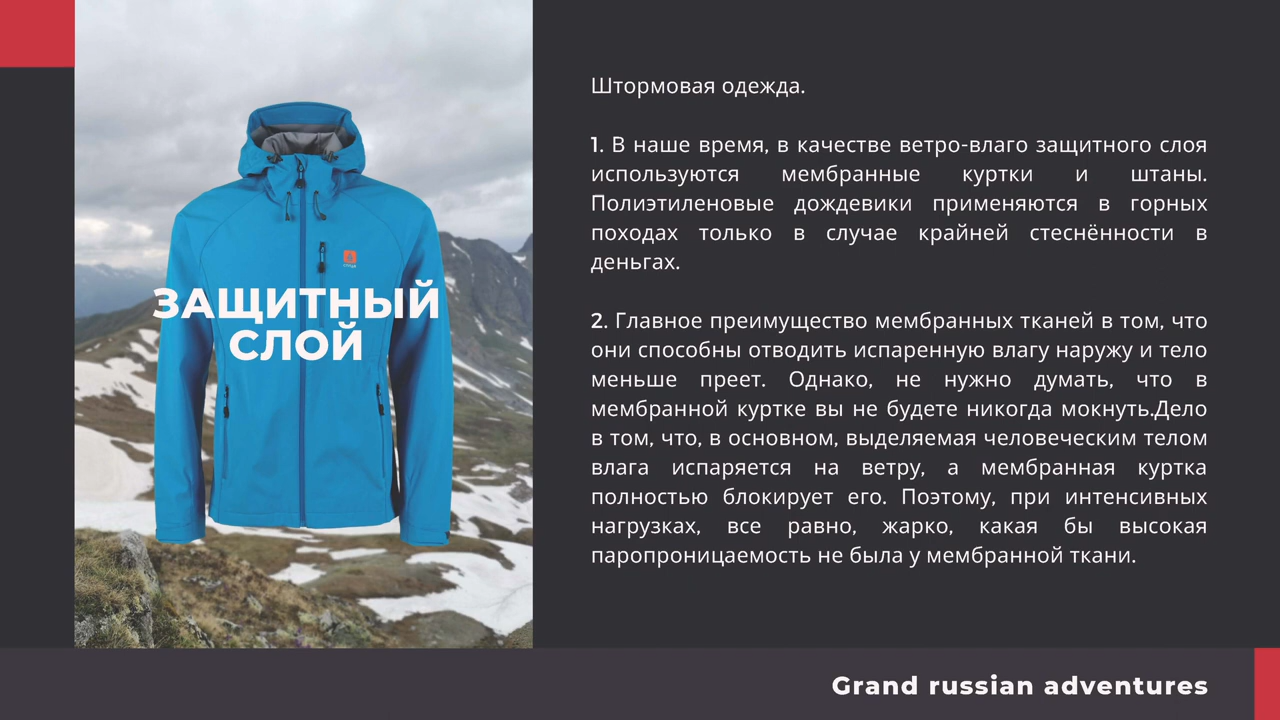 ЗАЩИТНЫЙ
СЛОЙ
Штормовая одежда.
1. В наше время, в качестве ветро-влаго защитного слоя
используются мембранные куртки и штаны.
Полиэтиленовые дождевики применяются в горных
походах только в случае крайней стеснённости в
деньгах.
2. Главное преимущество мембранных тканей в том, что
они способны отводить испаренную влагу наружу и тело
меньше преет. Однако, не нужно думать, что в
мембранной куртке вы не будете никогда мокнуть.Дело
в том, что, в основном, выделяемая человеческим телом
влага испаряется на ветру, а мембранная куртка
полностью блокирует его. Поэтому, при интенсивных
нагрузках, все равно, жарко, какая бы высокая
паропроницаемость не была у мембранной ткани.
Grand russian adventures